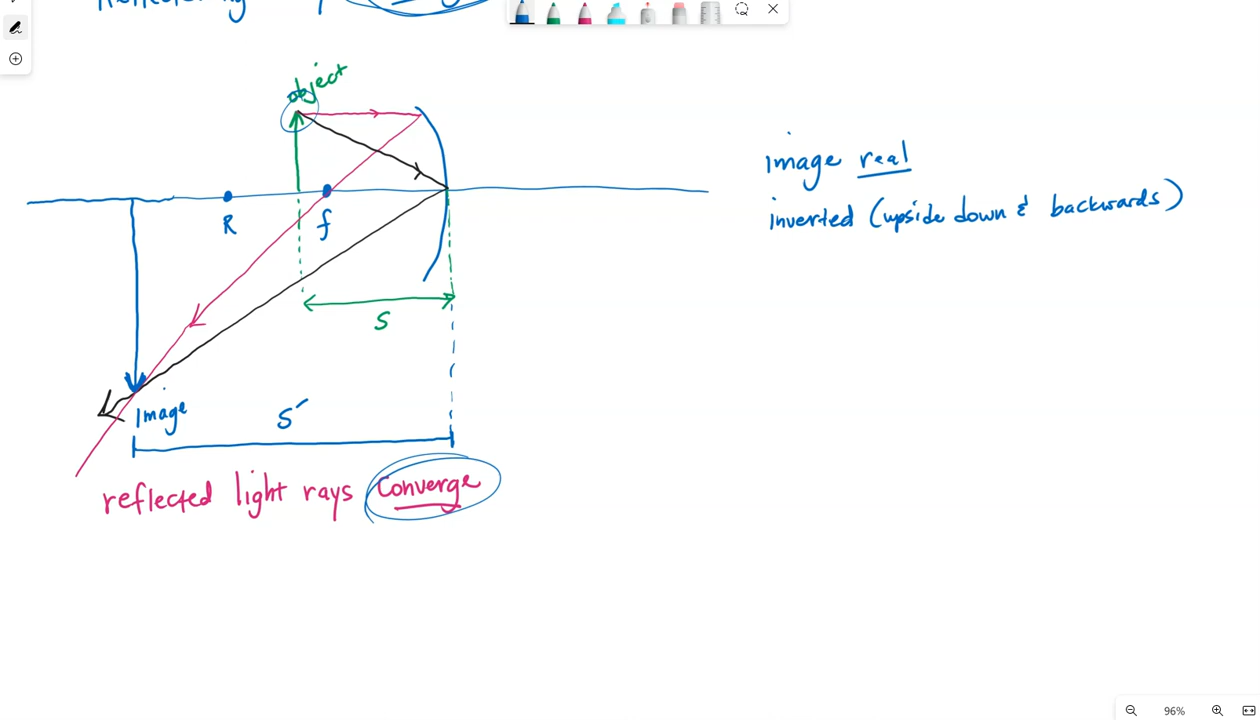 object
image real
inverted (upside down & backwards)
R
f
S
Image
S'
reflected light rays Converge
96%